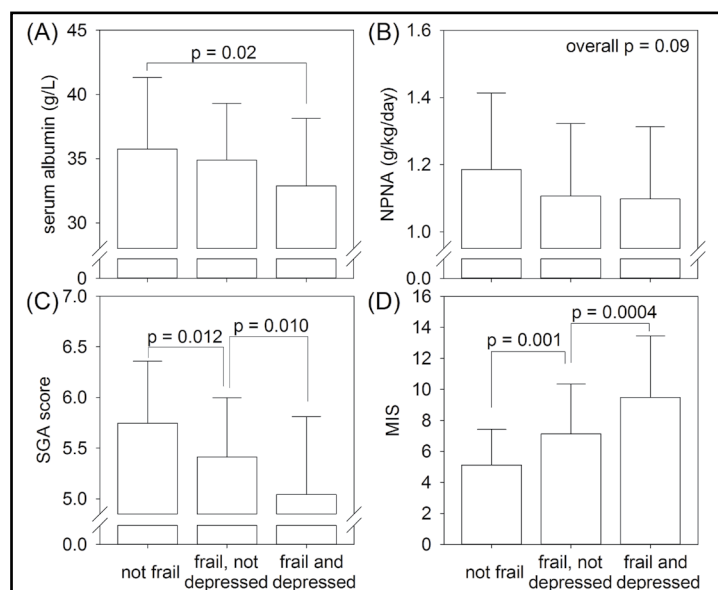 (A)
serum albumin (g/L)
45
40
35
30
0.0
p = 0.02
(B)
NPNA (g/kg/day)
1.6
1.4
1.2
1.0
0.0
overall p = 0.09
(C)
SGA score
7.0
6.5
6.0
5.5
5.0
0.0
p = 0.012
p = 0.010
not frail
frail, not
depressed
frail and
depressed
(D)
MIS
16
14
12
10
8
6
4
2
0
p = 0.001
p = 0.0004
not frail
frail, not
depressed
frail and
depressed